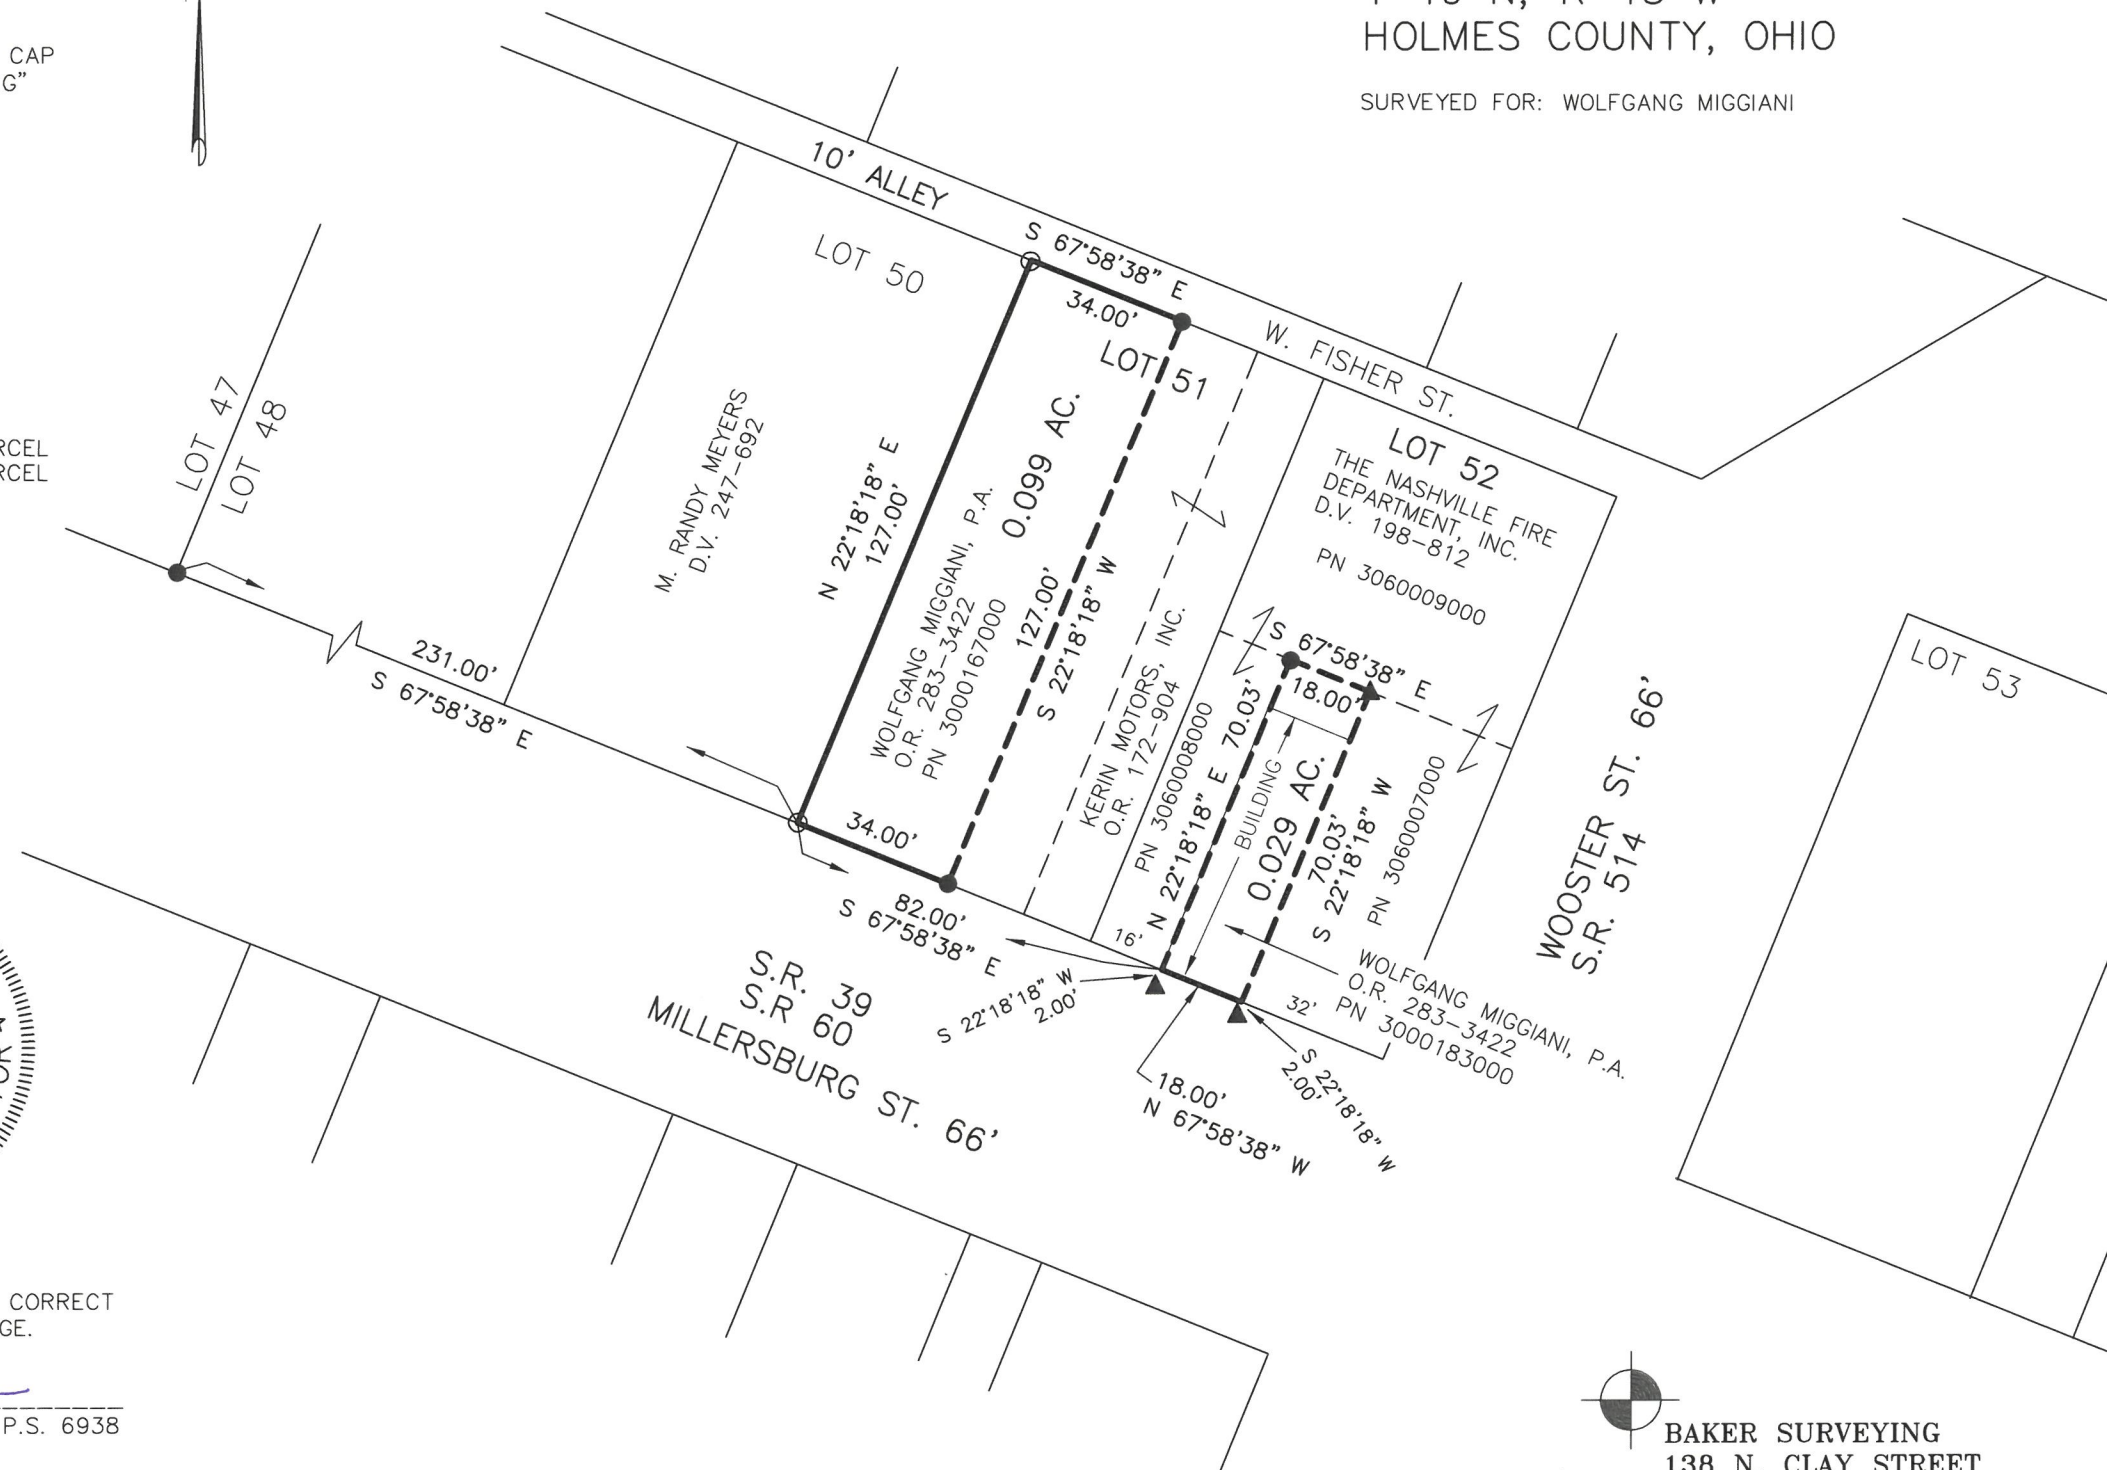 CAP
G"
HOLMES COUNTY, OHIO
SURVEYED FOR: WOLFGANG MIGGIANI
10' ALLEY
S 67°58'38" E
34.00'
W. FISHER ST.
LOT 47
LOT 48
LOT 50
LOT 51
LOT 52
LOT 53
RCEL
RCEL
M. RANDY MEYERS
D.V. 247-692
N 22°18'18" E
127.00'
0.099 AC.
WOLFGANG MIGGIANI, P.A.
O.R. 283-3422
PN 3000167000
127.00'
S 22°18'18" W
KERIN MOTORS, INC.
O.R. 172-904
PN 3060008000
THE NASHVILLE FIRE
DEPARTMENT, INC.
D.V. 198-812
PN 3060009000
S 67°58'38" E
18.00'
N 22°18'18" E 70.03'
BUILDING
0.029 AC.
70.03'
S 22°18'18" W
PN 3060007000
WOOSTER ST. 66'
S.R. 514
231.00'
S 67°58'38" E
34.00'
82.00'
S 67°58'38" E
16'
S 22°18'18" W
2.00'
32'
WOLFGANG MIGGIANI, P.A.
O.R. 283-3422
PN 3000183000
S 22°18'18" W
2.00'
18.00'
N 67°58'38" W
S.R. 39
S.R 60
MILLERSBURG ST. 66'
CORRECT
GE.
P.S. 6938
BAKER SURVEYING
138 N. CLAY STREET